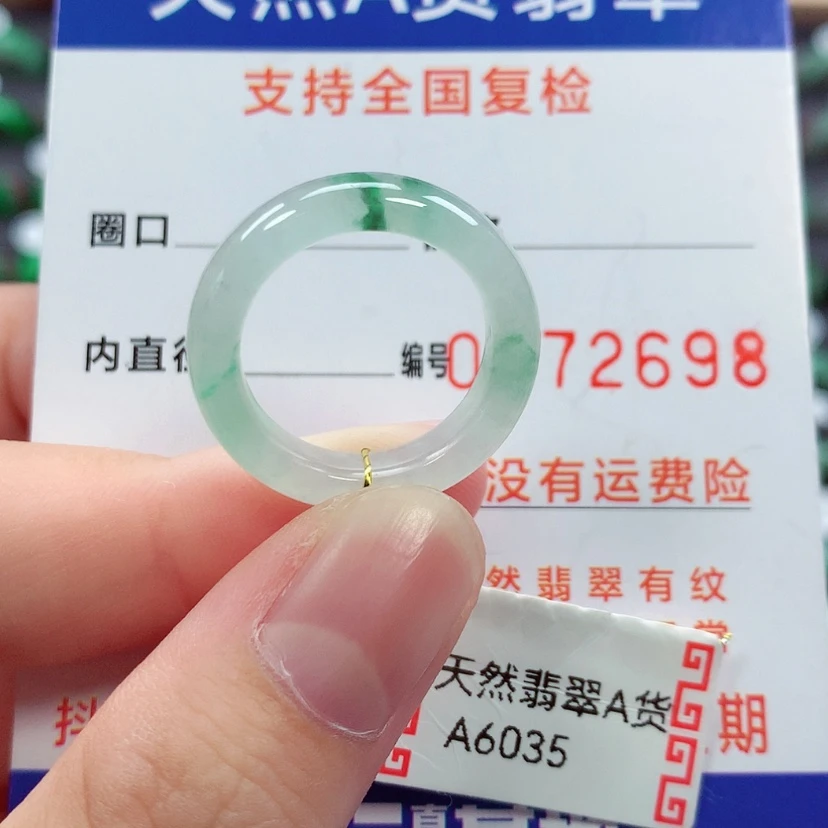 天然A货翡翠
支持全国复检
圈口
内直径
编号0 72698
没有运费险
然翡翠有纹
抖
期
天然翡翠A货
A6035